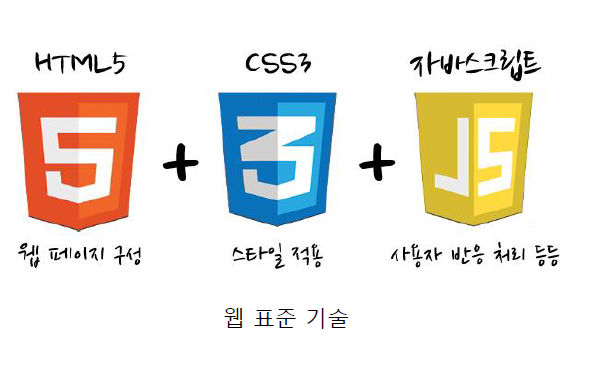 HTML5 CSS3 자바스크립트
5 + 3 + JS
웹 페이지 구성 스타일 적용 사용자 반응 처리 등등
웹 표준 기술